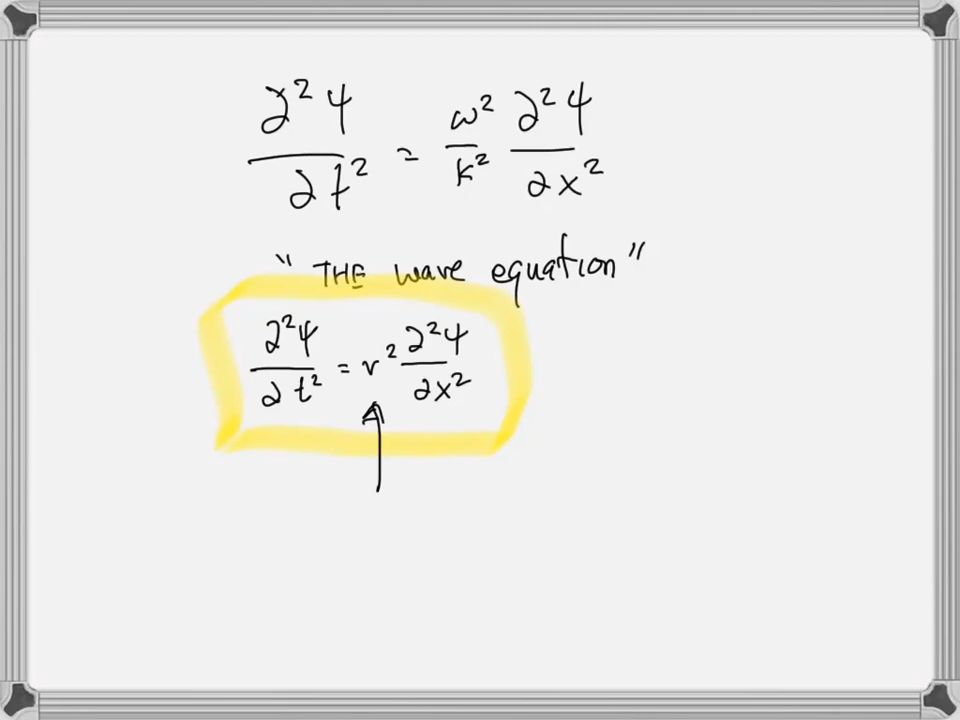 ∂²ψ/∂t² = ω²/k² ∂²ψ/∂x²
"THE wave equation"
∂²ψ/∂t² = v² ∂²ψ/∂x²